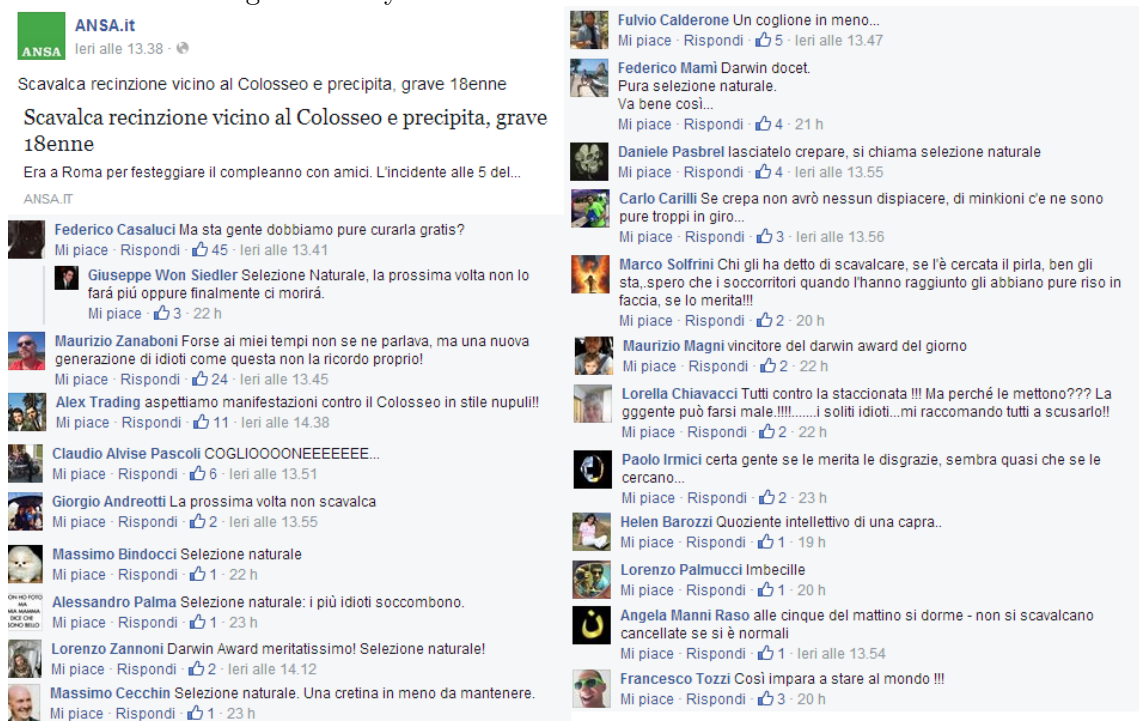 ANSA.it
ANSA
Ieri alle 13.38 ·
Scavalca recinzione vicino al Colosseo e precipita, grave 18enne
Scavalca recinzione vicino al Colosseo e precipita, grave
18enne
Era a Roma per festeggiare il compleanno con amici. L'incidente alle 5 del...
ANSA.IT
Federico Casaluci Ma sta gente dobbiamo pure curarla gratis?
Mi piace · Rispondi · 45 · Ieri alle 13.41
Giuseppe Won Siedler Selezione Naturale, la prossima volta non lo
fará piú oppure finalmente ci morirá.
Mi piace · 3 · 22 h
Maurizio Zanaboni Forse ai miei tempi non se ne parlava, ma una nuova
generazione di idioti come questa non la ricordo proprio!
Mi piace · Rispondi · 24 · Ieri alle 13.45
Alex Trading aspettiamo manifestazioni contro il Colosseo in stile nupuli!!
Mi piace · Rispondi · 11 · Ieri alle 14.38
Claudio Alvise Pascoli COGLIOOOONEEEEEEE...
Mi piace · Rispondi · 6 · Ieri alle 13.51
Giorgio Andreotti La prossima volta non scavalca
Mi piace · Rispondi · 2 · Ieri alle 13.55
Massimo Bindocci Selezione naturale
Mi piace · Rispondi · 1 · 22 h
Alessandro Palma Selezione naturale: i più idioti soccombono.
Mi piace · Rispondi · 1 · 23 h
Lorenzo Zannoni Darwin Award meritatissimo! Selezione naturale!
Mi piace · Rispondi · 2 · Ieri alle 14.12
Massimo Cecchin Selezione naturale. Una cretina in meno da mantenere.
Mi piace · Rispondi · 1 · 23 h
Fulvio Calderone Un coglione in meno...
Mi piace · Rispondi · 5 · Ieri alle 13.47
Federico Mamì Darwin docet.
Pura selezione naturale.
Va bene così...
Mi piace · Rispondi · 4 · 21 h
Daniele Pasbrel lasciatelo crepare, si chiama selezione naturale
Mi piace · Rispondi · 4 · Ieri alle 13.55
Carlo Carilli Se crepa non avrò nessun dispiacere, di minkioni c'e ne sono
pure troppi in giro...
Mi piace · Rispondi · 3 · Ieri alle 13.56
Marco Solfrini Chi gli ha detto di scavalcare, se l'è cercata il pirla, ben gli
sta,.spero che i soccorritori quando l'hanno raggiunto gli abbiano pure riso in
faccia, se lo merita!!!
Mi piace · Rispondi · 2 · 20 h
Maurizio Magni vincitore del darwin award del giorno
Mi piace · Rispondi · 2 · 22 h
Lorella Chiavacci Tutti contro la staccionata !!! Ma perché le mettono??? La
gggente può farsi male.!!!!.......i soliti idioti...mi raccomando tutti a scusarlo!!
Mi piace · Rispondi · 2 · 22 h
Paolo Irmici certa gente se le merita le disgrazie, sembra quasi che se le
cercano...
Mi piace · Rispondi · 2 · 23 h
Helen Barozzi Quoziente intellettivo di una capra..
Mi piace · Rispondi · 1 · 19 h
Lorenzo Palmucci Imbecille
Mi piace · Rispondi · 1 · 20 h
Angela Manni Raso alle cinque del mattino si dorme - non si scavalcano
cancellate se si è normali
Mi piace · Rispondi · 1 · Ieri alle 13.54
Francesco Tozzi Così impara a stare al mondo !!!
Mi piace · Rispondi · 3 · 20 h